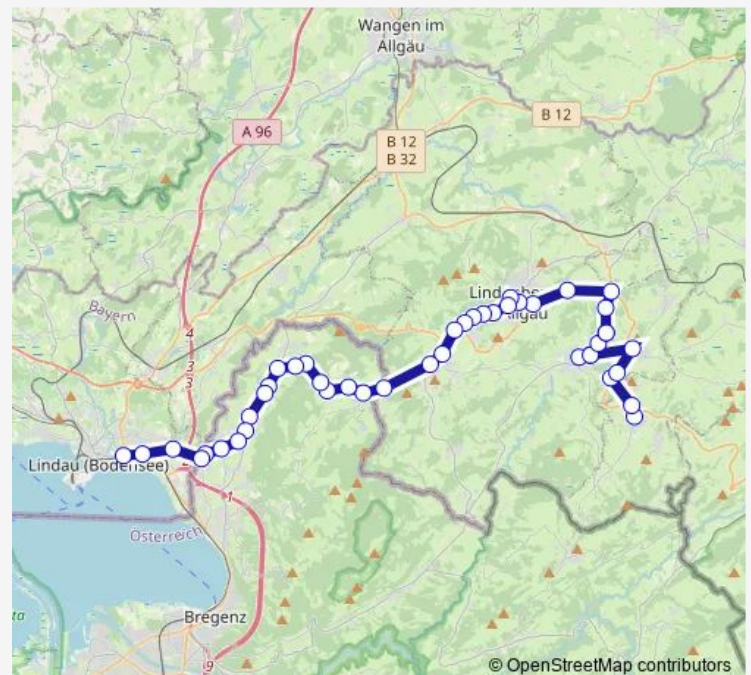 Wangen im
Allgäu
A 96
B 12
B 12
B 32
Bayern
4
3
3
Lindau (Bodensee)
1
Österreich
Bregenz
9
© OpenStreetMap contributors